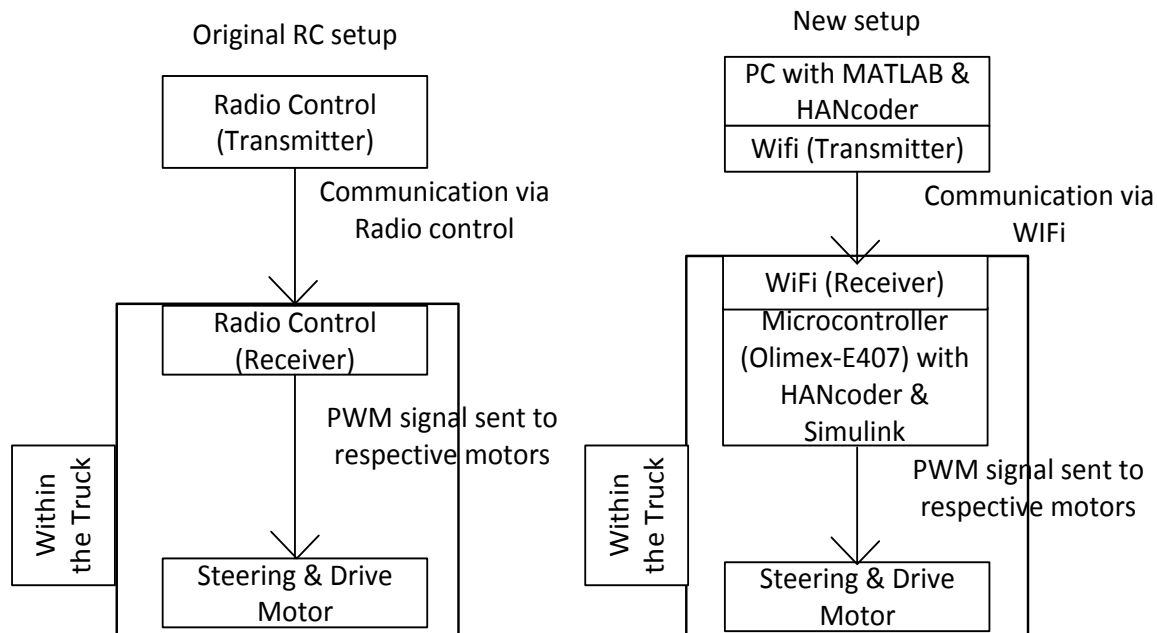 Original RC setup
Radio Control
(Transmitter)
Communication via
Radio control
Radio Control
(Receiver)
PWM signal sent to
respective motors
Within
the Truck
Steering & Drive
Motor
New setup
PC with MATLAB &
HANcoder
Wifi (Transmitter)
Communication via
WIFi
WiFi (Receiver)
Microcontroller
(Olimex-E407) with
HANcoder &
Simulink
PWM signal sent to
respective motors
Within
the Truck
Steering & Drive
Motor